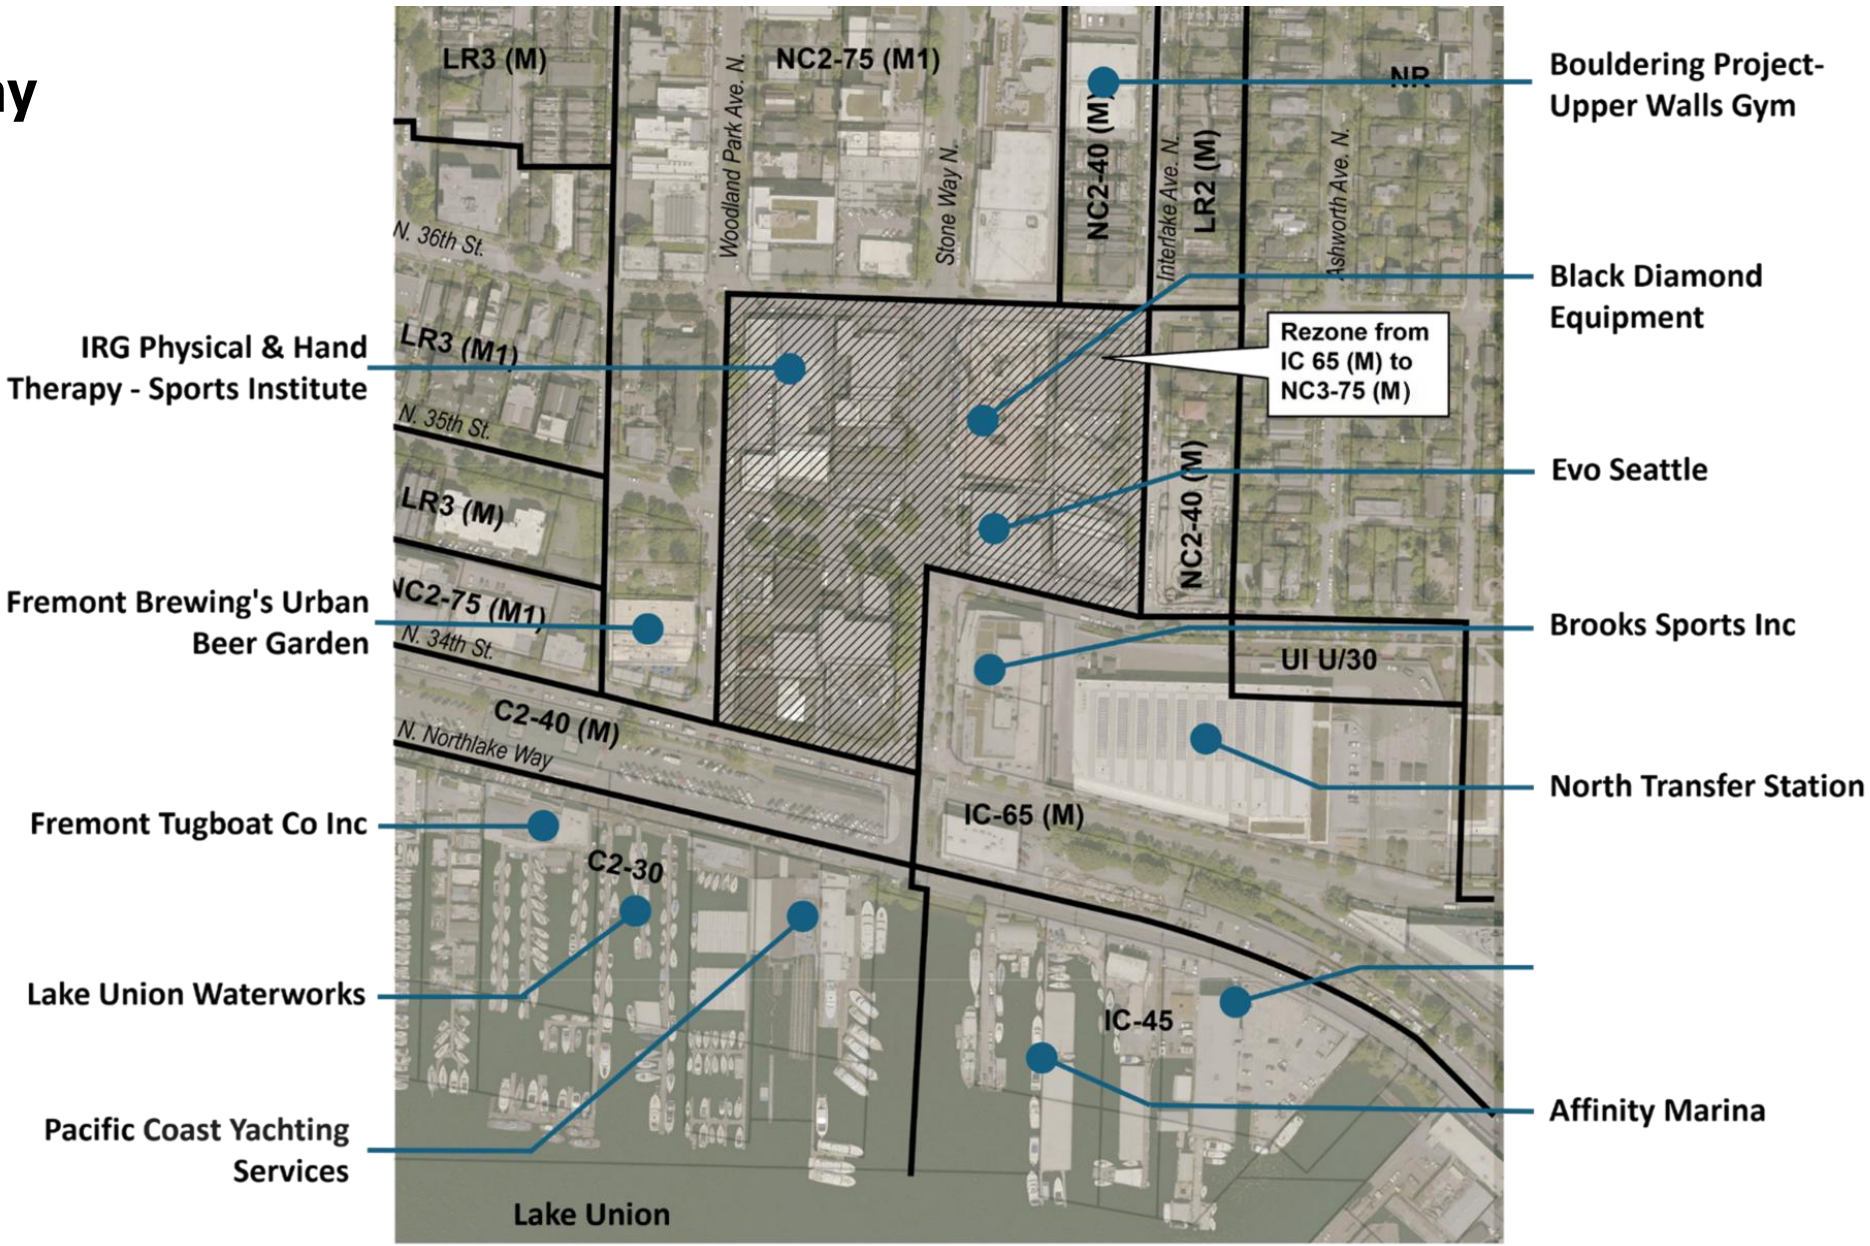 ay
LR3 (M)
NC2-75 (M1)
NR
Bouldering Project-
Upper Walls Gym
Woodland Park Ave. N.
Stone Way N.
NC2-40 (M)
Interlake Ave. N.
LR2 (M)
Ashworth Ave. N.
N. 36th St.
Black Diamond
Equipment
IRG Physical & Hand
Therapy - Sports Institute
LR3 (M1)
Rezone from
IC 65 (M) to
NC3-75 (M)
N. 35th St.
Evo Seattle
LR3 (M)
NC2-40 (M)
Fremont Brewing's Urban
Beer Garden
NC2-75 (M1)
N. 34th St.
Brooks Sports Inc
UI U/30
C2-40 (M)
N. Northlake Way
North Transfer Station
Fremont Tugboat Co Inc
IC-65 (M)
C2-30
Lake Union Waterworks
IC-45
Pacific Coast Yachting
Services
Affinity Marina
Lake Union